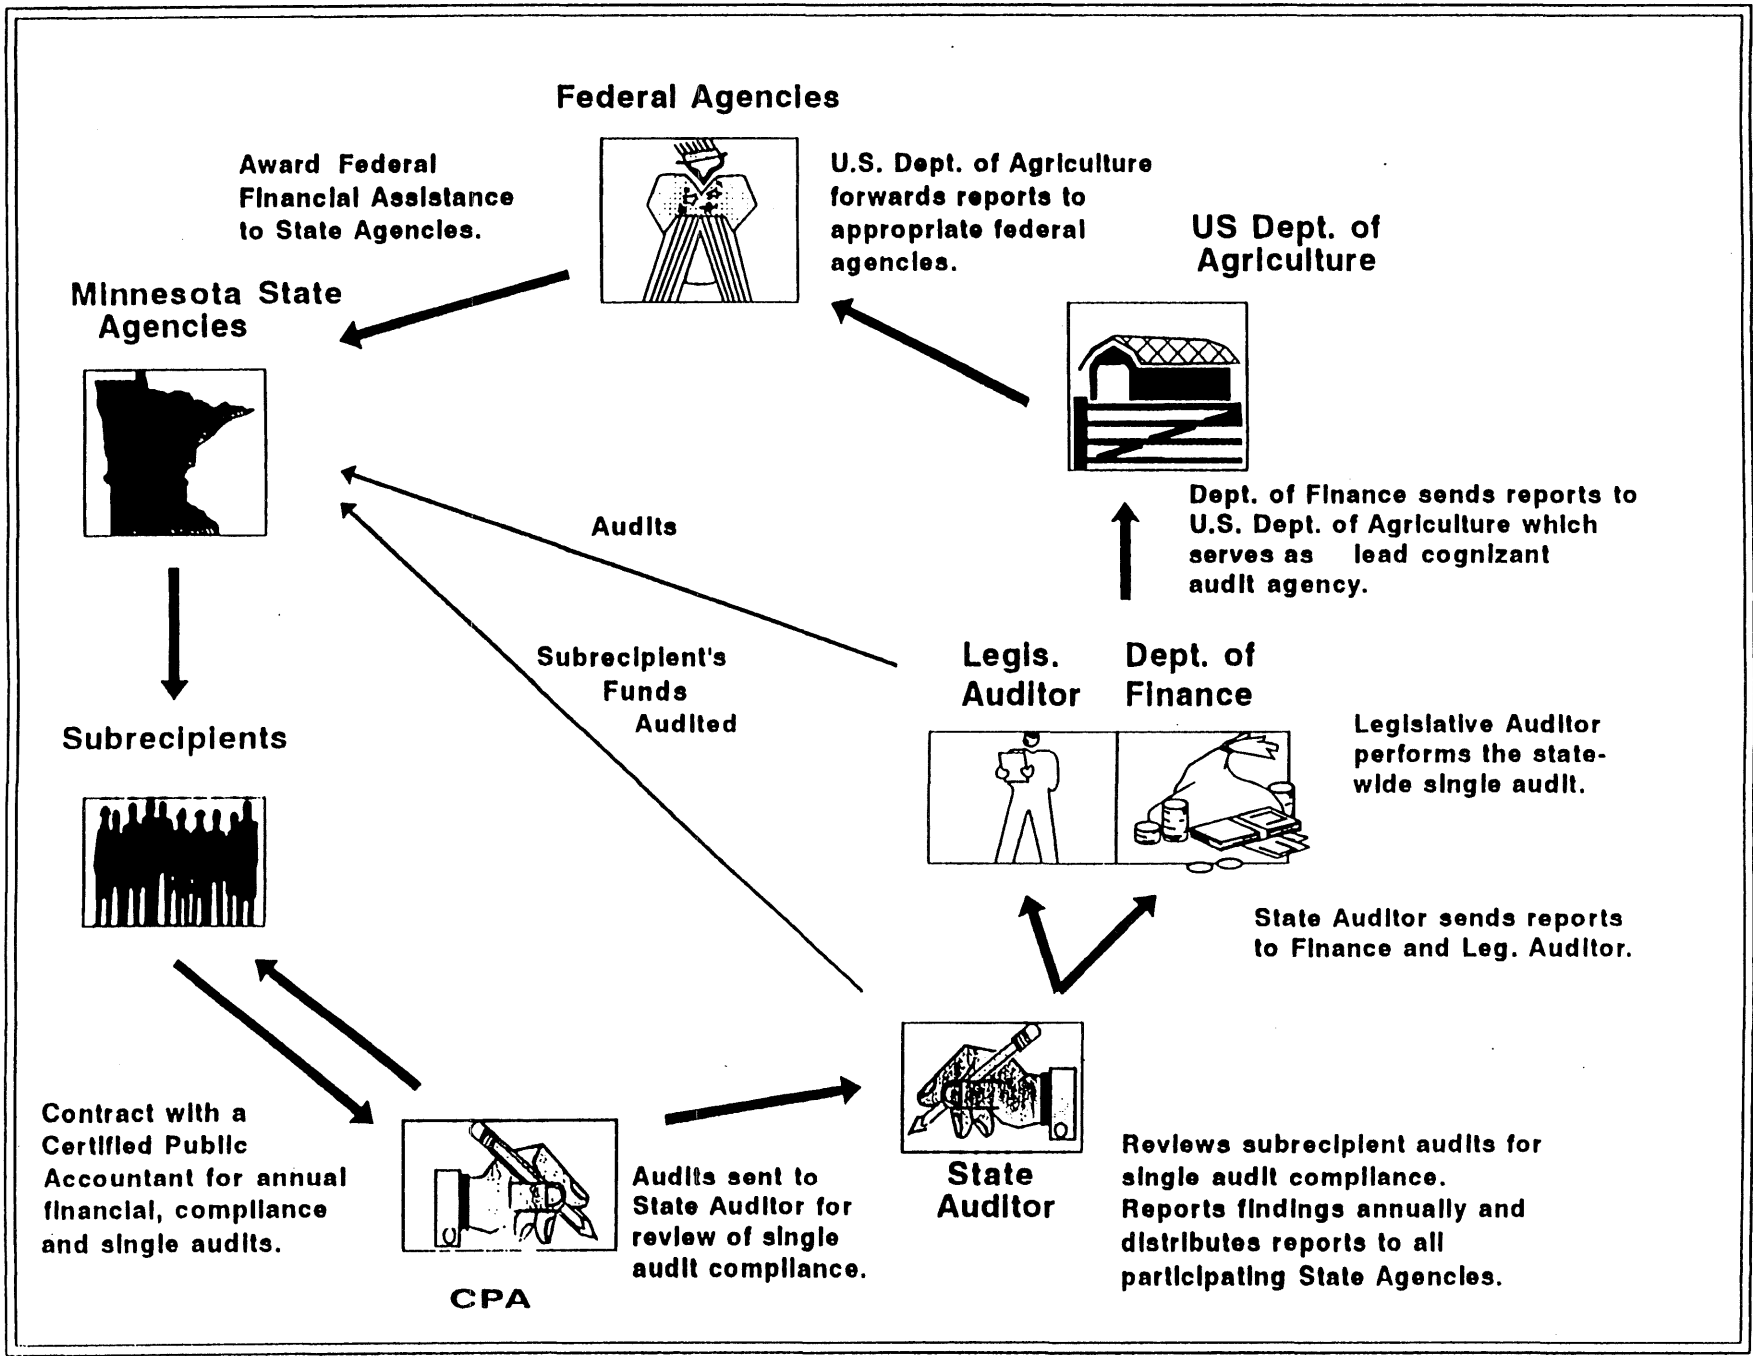 Federal Agencies
Award Federal
Financial Assistance
to State Agencies.
U.S. Dept. of Agriculture
forwards reports to
appropriate federal
agencies.
US Dept. of
Agriculture
Minnesota State
Agencies
Dept. of Finance sends reports to
U.S. Dept. of Agriculture which
serves as lead cognizant
audit agency.
Audits
Subrecipient's
Funds
Audited
Legis.
Auditor
Dept. of
Finance
Legislative Auditor
performs the state-
wide single audit.
Subrecipients
State Auditor sends reports
to Finance and Leg. Auditor.
Contract with a
Certified Public
Accountant for annual
financial, compliance
and single audits.
CPA
Audits sent to
State Auditor for
review of single
audit compliance.
State
Auditor
Reviews subrecipient audits for
single audit compliance.
Reports findings annually and
distributes reports to all
participating State Agencies.